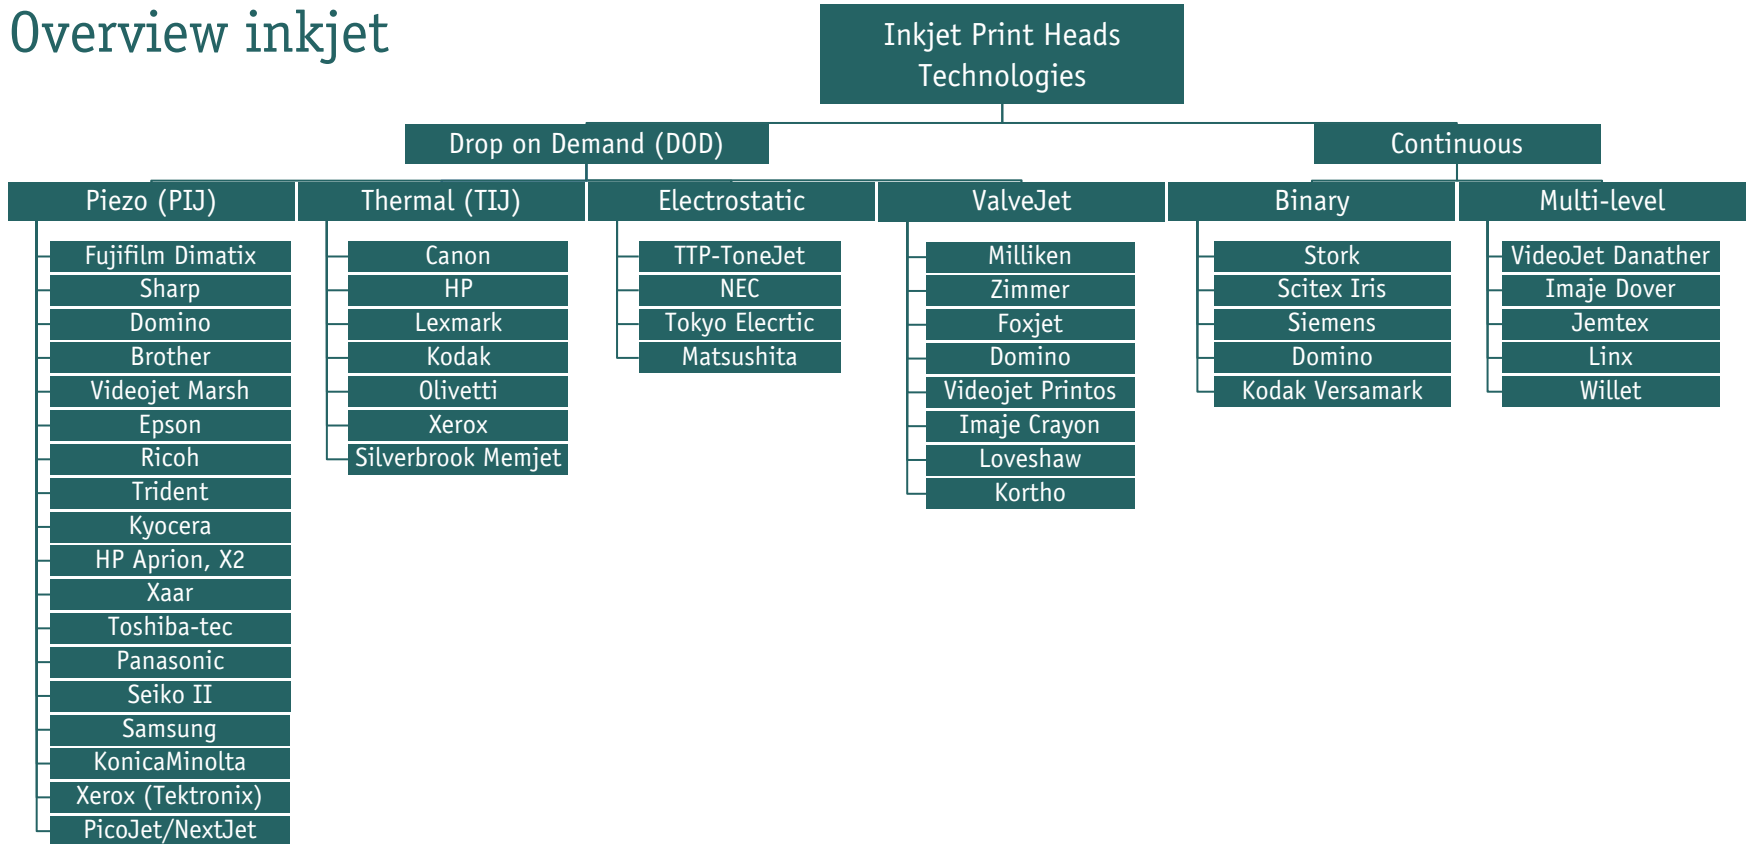 Overview inkjet
Inkjet Print Heads
Technologies
Drop on Demand (DOD)
Continuous
Piezo (PIJ)
Thermal (TIJ)
Electrostatic
ValveJet
Binary
Multi-level
Fujifilm Dimatix
Sharp
Domino
Brother
Videojet Marsh
Epson
Ricoh
Trident
Kyocera
HP Aprion, X2
Xaar
Toshiba-tec
Panasonic
Seiko II
Samsung
KonicaMinolta
Xerox (Tektronix)
PicoJet/NextJet
Canon
HP
Lexmark
Kodak
Olivetti
Xerox
Silverbrook Memjet
TTP-ToneJet
NEC
Tokyo Elecrtic
Matsushita
Milliken
Zimmer
Foxjet
Domino
Videojet Printos
Imaje Crayon
Loveshaw
Kortho
Stork
Scitex Iris
Siemens
Domino
Kodak Versamark
VideoJet Danather
Imaje Dover
Jemtex
Linx
Willet